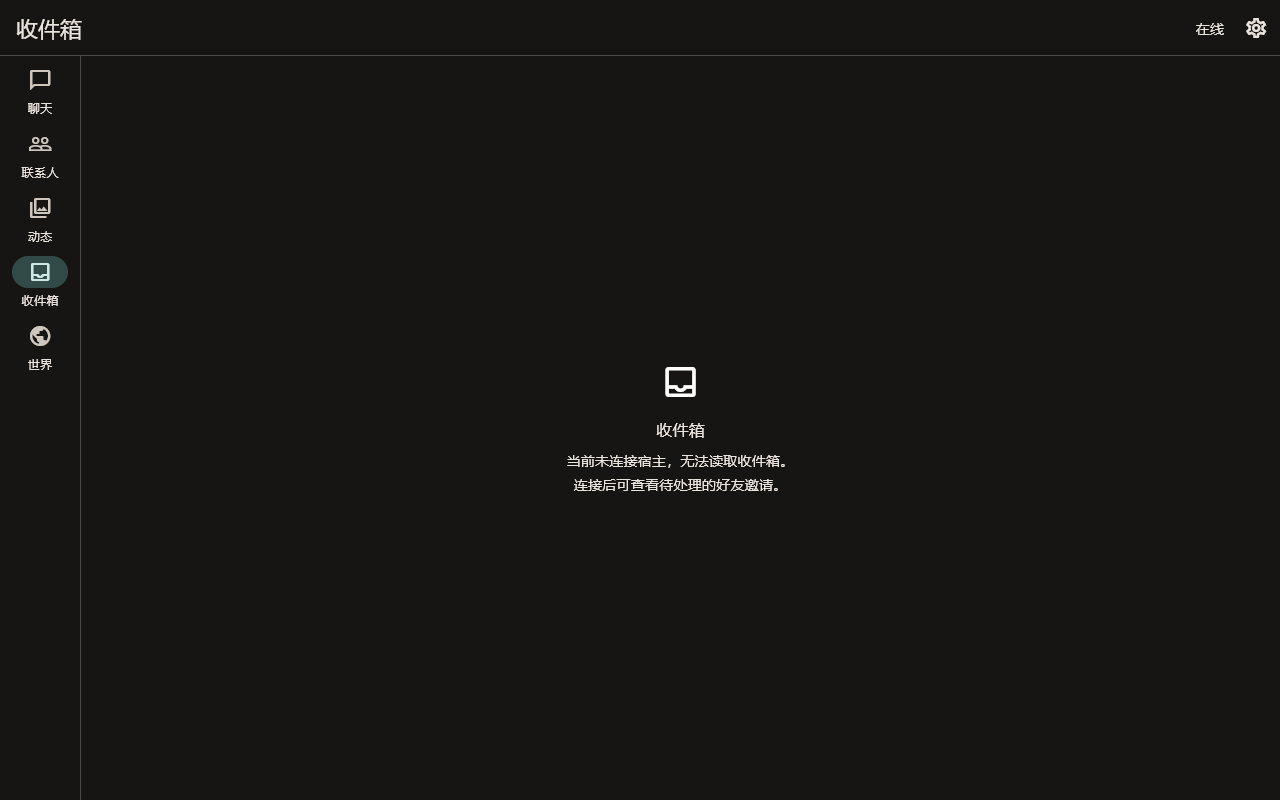 收件箱
在线
聊天
联系人
动态
收件箱
世界
收件箱
当前未连接宿主，无法读取收件箱。
连接后可查看待处理的好友邀请。